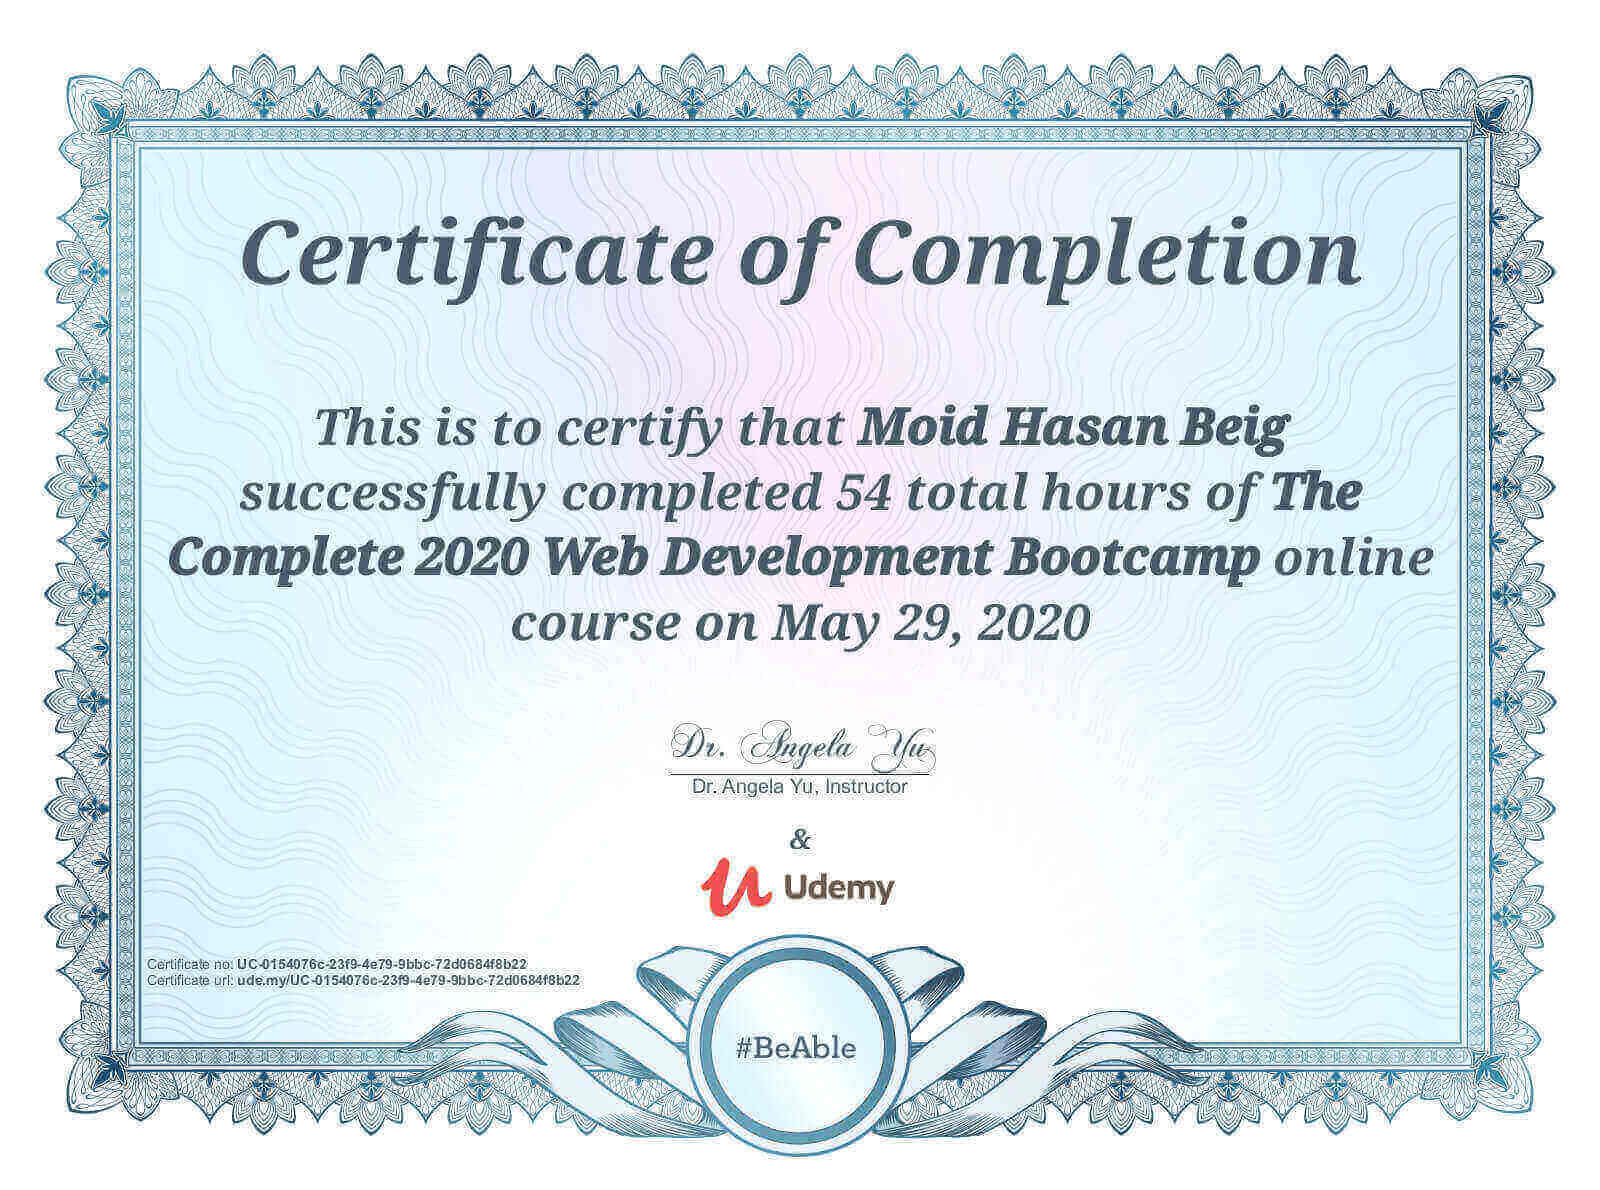 Certificate of Completion
This is to certify that Moid Hasan Beig
successfully completed 54 total hours of The
Complete 2020 Web Development Bootcamp online
course on May 29, 2020
Dr. Angela Yu
Dr. Angela Yu, Instructor
&
Udemy
Certificate no: UC-0154076c-23f9-4e79-9bbc-72d0684f8b22
Certificate url: ude.my/UC-0154076c-23f9-4e79-9bbc-72d0684f8b22
#BeAble